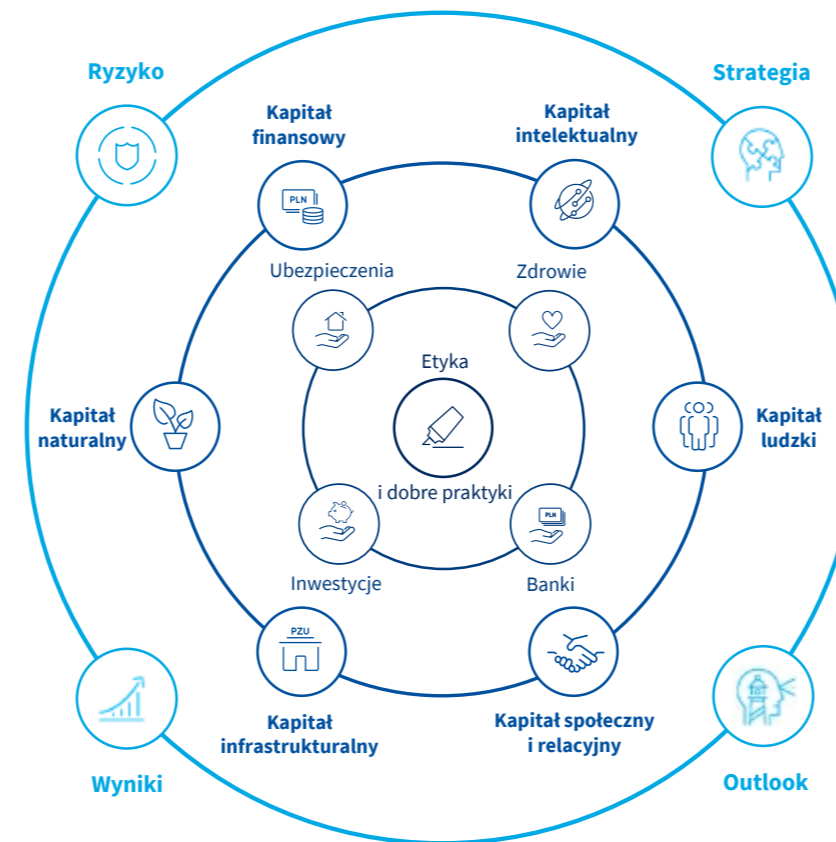 Ryzyko
Strategia
Kapitał
finansowy
Kapitał
intelektualny
PLN
Ubezpieczenia
Zdrowie
Etyka
Kapitał
naturalny
Kapitał
ludzki
i dobre praktyki
PLN
Inwestycje
Banki
PZU
Kapitał
infrastrukturalny
Kapitał społeczny
i relacyjny
Wyniki
Outlook